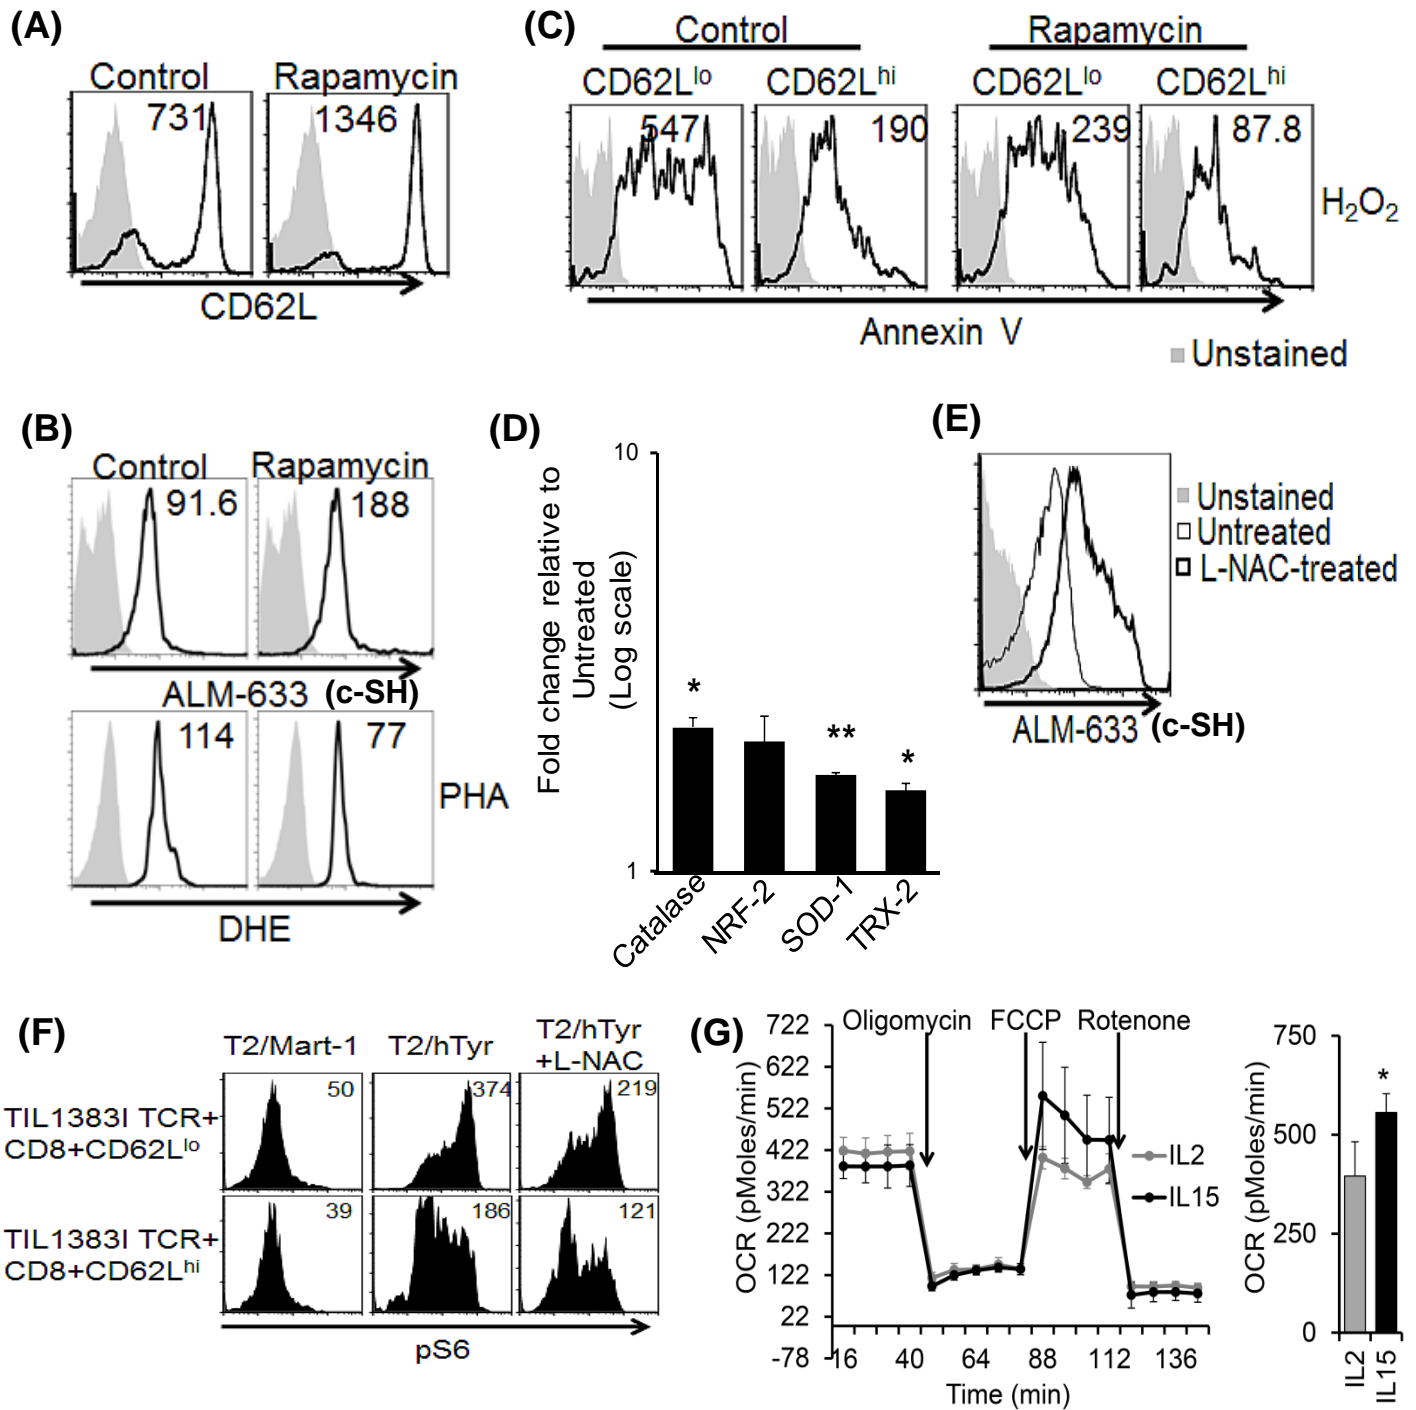 (A)
Control
Rapamycin
731
1346
CD62L
(C)
Control
Rapamycin
CD62Llo
CD62Lhi
CD62Llo
CD62Lhi
547
190
239
87.8
H2O2
Annexin V
Unstained
(B)
Control
Rapamycin
91.6
188
ALM-633 (c-SH)
114
77
PHA
DHE
(D)
Fold change relative to
Untreated
(Log scale)
10
1
*
**
*
Catalase
NRF-2
SOD-1
TRX-2
(E)
Unstained
Untreated
L-NAC-treated
ALM-633 (c-SH)
(F)
T2/Mart-1
T2/hTyr
T2/hTyr
+L-NAC
TIL1383I TCR+
CD8+CD62Llo
50
374
219
TIL1383I TCR+
CD8+CD62Lhi
39
186
121
pS6
(G)
OCR (pMoles/min)
722
622
522
422
322
222
122
22
-78
Oligomycin
FCCP
Rotenone
IL2
IL15
16
40
64
88
112
136
Time (min)
OCR (pMoles/min)
750
500
250
0
*
IL2
IL15